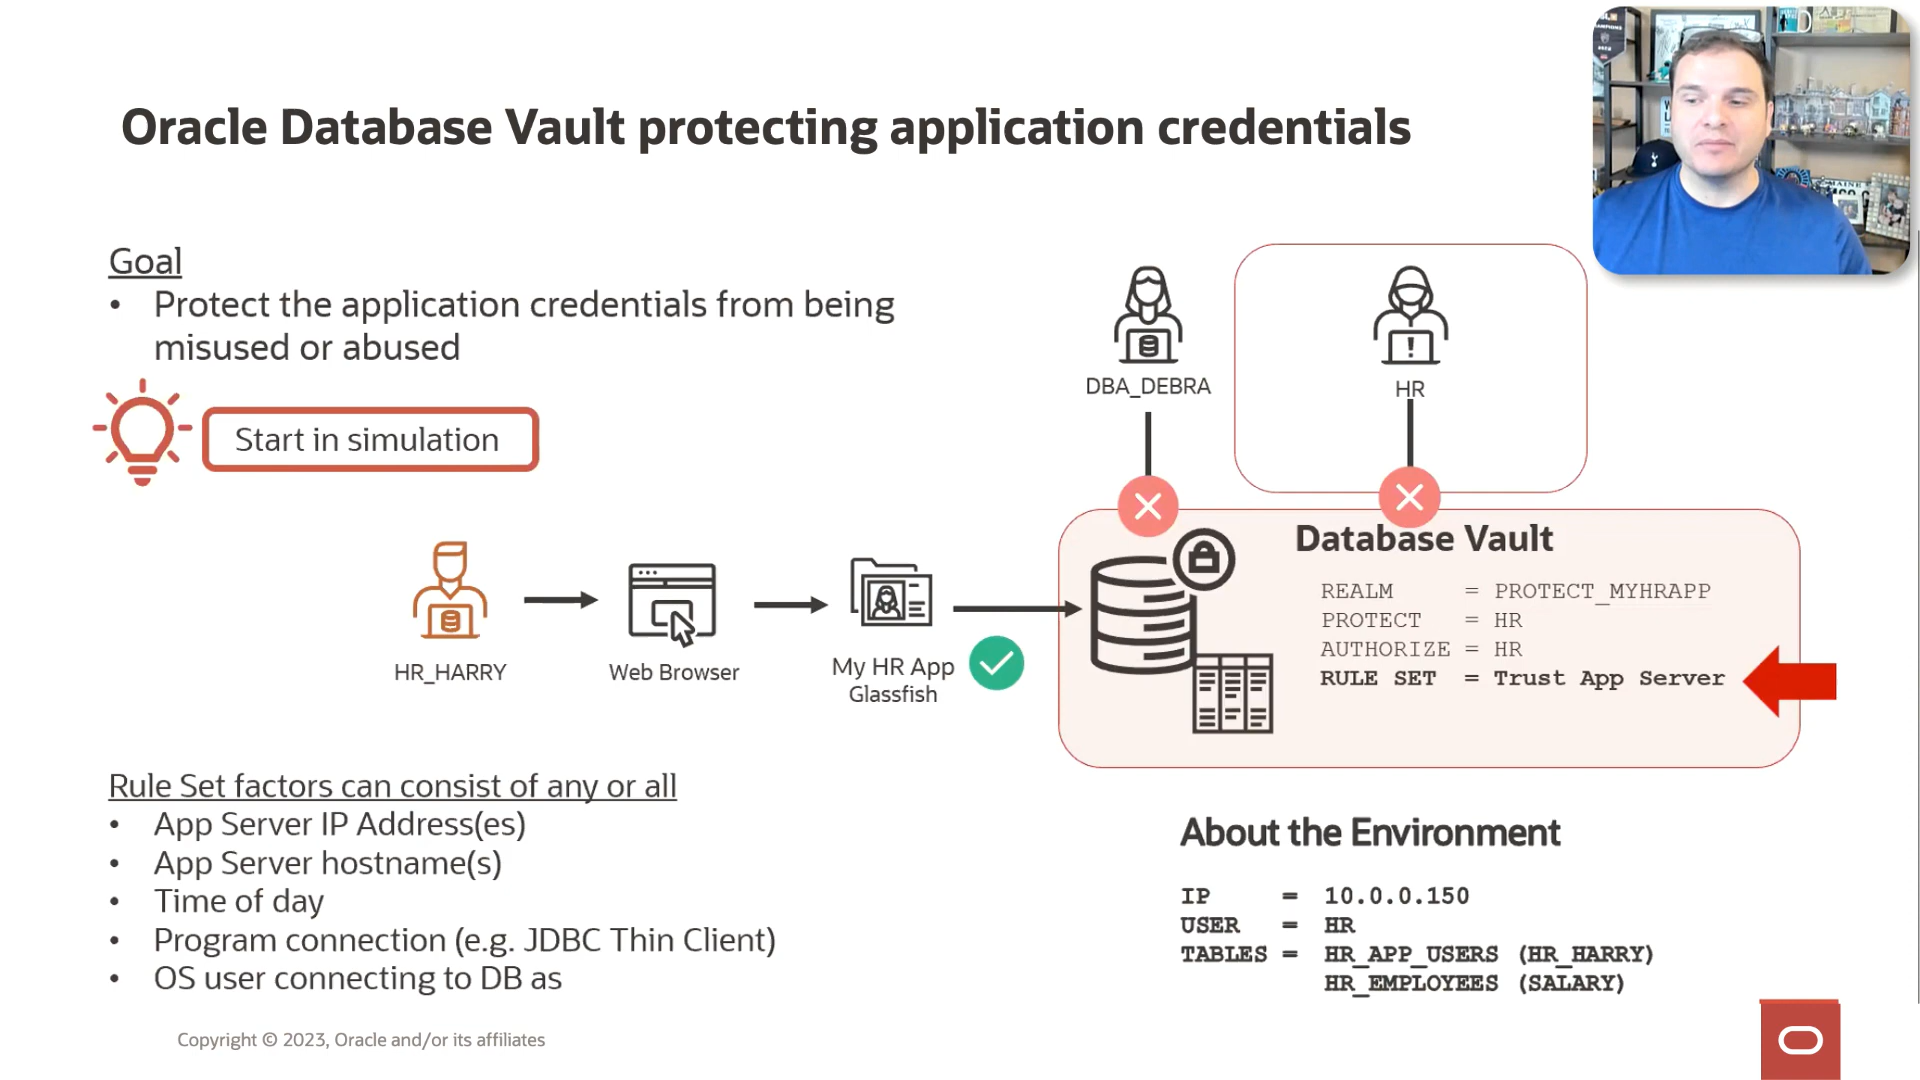 Oracle Database Vault protecting application credentials
Goal
• Protect the application credentials from being
misused or abused
Start in simulation
DBA_DEBRA
HR
HR_HARRY
Web Browser
My HR App
Glassfish
Database Vault
REALM = PROTECT_MYHRAPP
PROTECT = HR
AUTHORIZE = HR
RULE SET = Trust App Server
Rule Set factors can consist of any or all
• App Server IP Address(es)
• App Server hostname(s)
• Time of day
• Program connection (e.g. JDBC Thin Client)
• OS user connecting to DB as
About the Environment
IP = 10.0.0.150
USER = HR
TABLES = HR_APP_USERS (HR_HARRY)
HR_EMPLOYEES (SALARY)
Copyright © 2023, Oracle and/or its affiliates